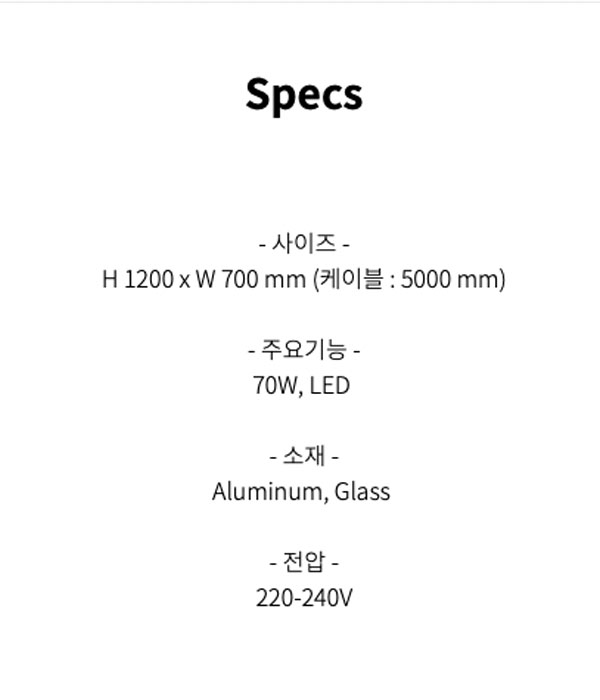 Specs
- 사이즈 -
H 1200 x W 700 mm (케이블 : 5000 mm)
- 주요기능 -
70W, LED
- 소재 -
Aluminum, Glass
- 전압 -
220-240V